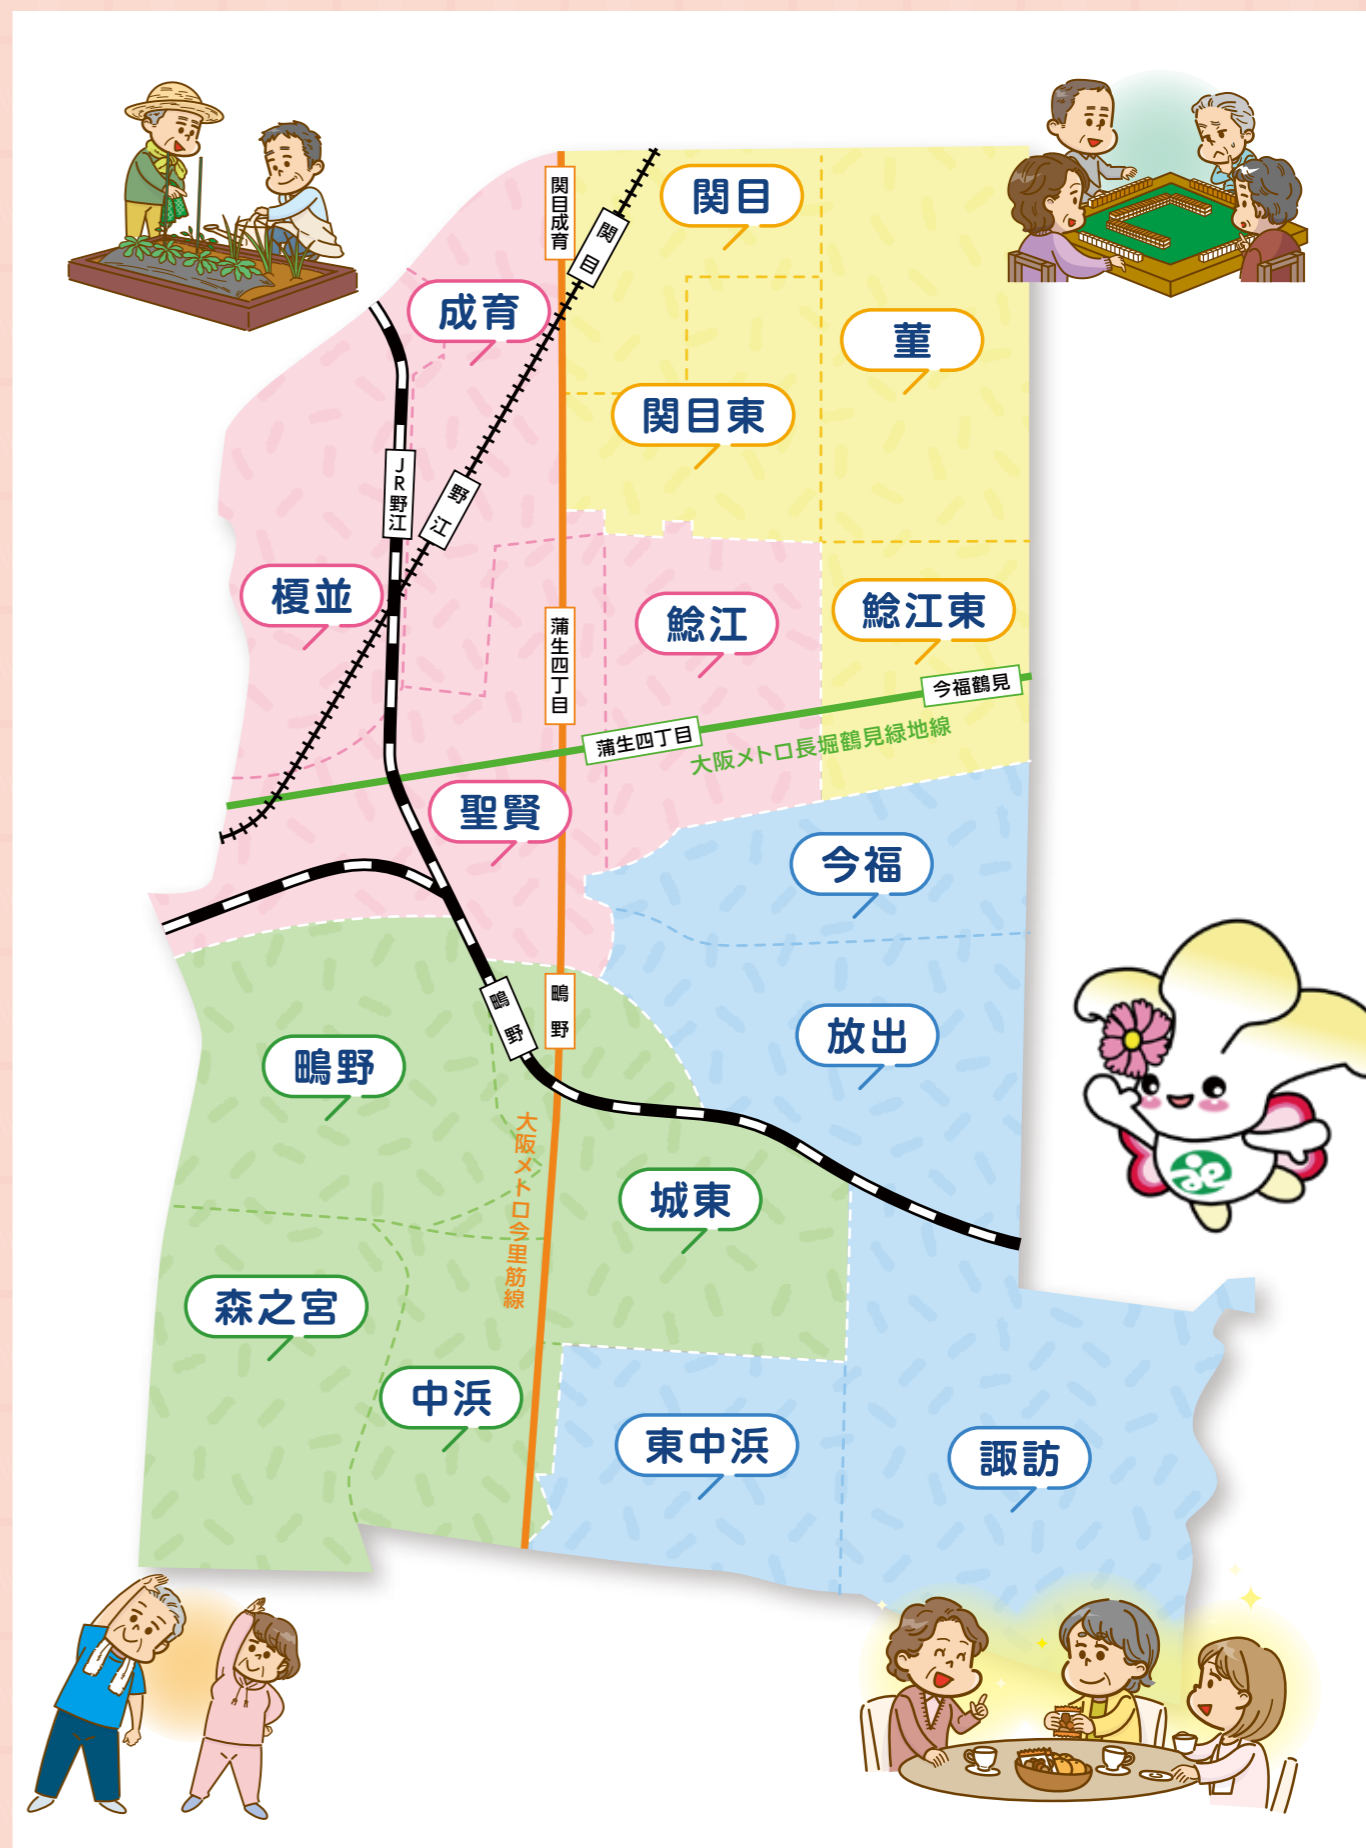 関目成育
関目
関目
成育
菫
関目東
JR野江
野江
榎並
鯰江
鯰江東
蒲生四丁目
今福鶴見
蒲生四丁目
大阪メトロ長堀鶴見緑地線
聖賢
今福
鴫野
鴫野
放出
鴫野
大阪メトロ今里筋線
城東
森之宮
中浜
東中浜
諏訪